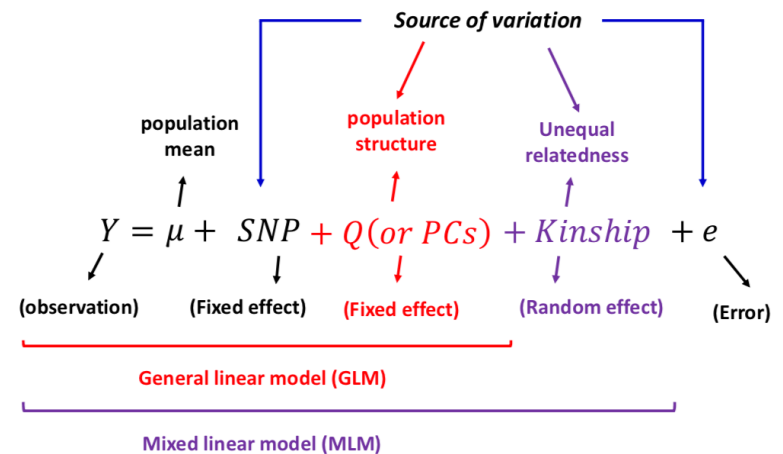 Source of variation
population
mean
population
structure
Unequal
relatedness
Y = μ + SNP + Q(or PCs) + Kinship + e
(observation) (Fixed effect) (Fixed effect) (Random effect) (Error)
General linear model (GLM)
Mixed linear model (MLM)